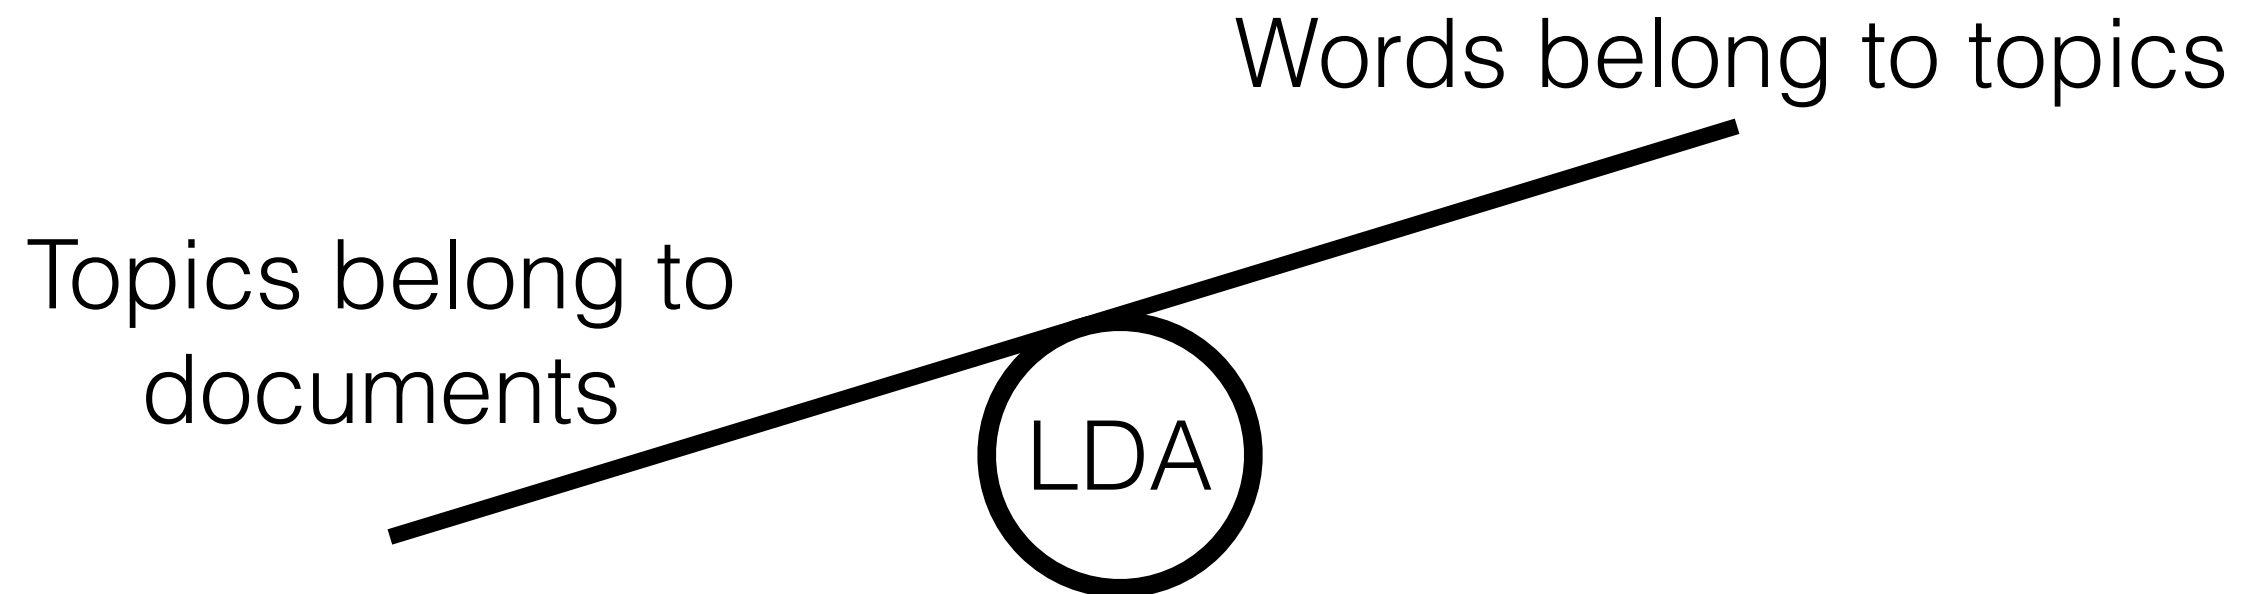 Words belong to topics
Topics belong to
documents
LDA